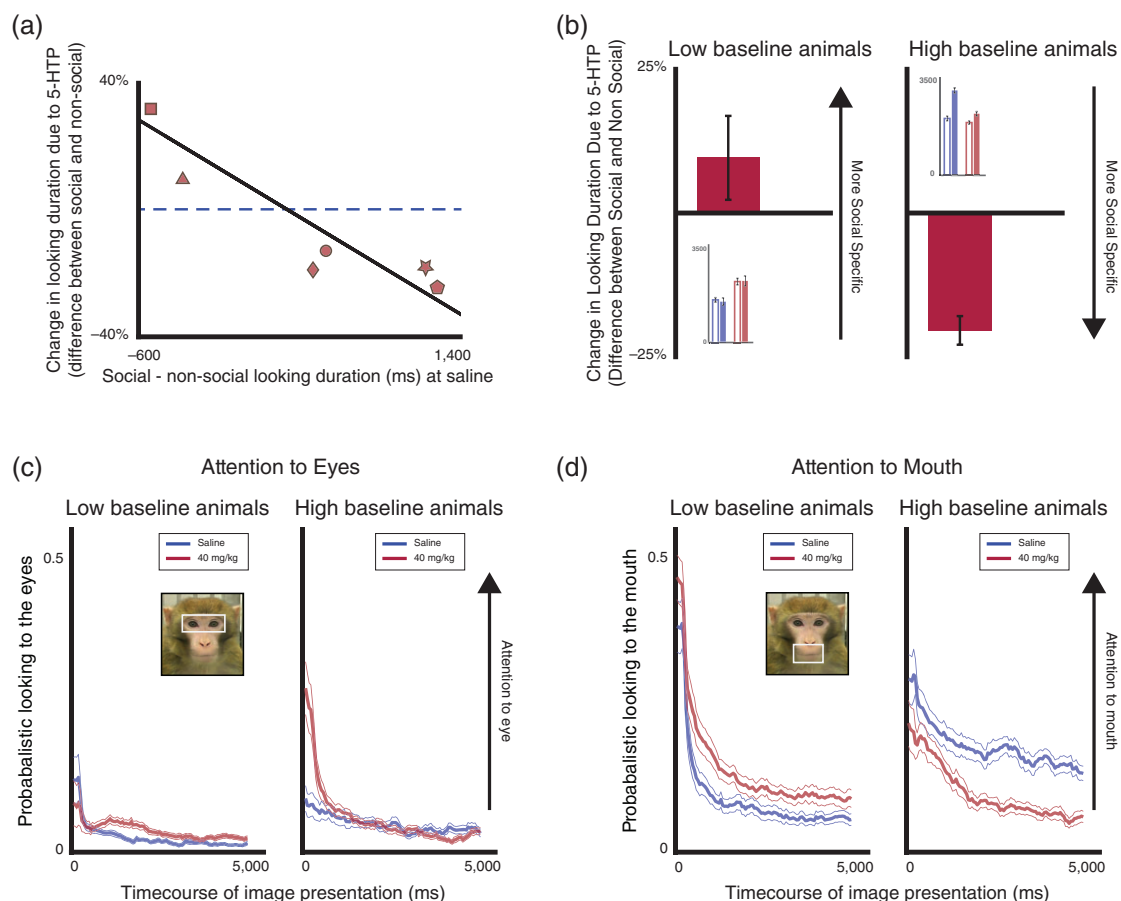 (a)
Change in looking duration due to 5-HTP
(difference between social and non-social)
40%
–40%
–600
1,400
Social - non-social looking duration (ms) at saline
(b)
Low baseline animals
High baseline animals
Change in Looking Duration Due to 5-HTP
(Difference between Social and Non Social)
25%
–25%
3500
0
More Social Specific
3500
0
More Social Specific
(c)
Attention to Eyes
Low baseline animals
High baseline animals
Probabalistic looking to the eyes
0.5
0
Saline
40 mg/kg
Saline
40 mg/kg
Attention to eye
0
5,000
0
5,000
Timecourse of image presentation (ms)
(d)
Attention to Mouth
Low baseline animals
High baseline animals
Probabalistic looking to the mouth
0.5
0
Saline
40 mg/kg
Saline
40 mg/kg
Attention to mouth
0
5,000
0
5,000
Timecourse of image presentation (ms)